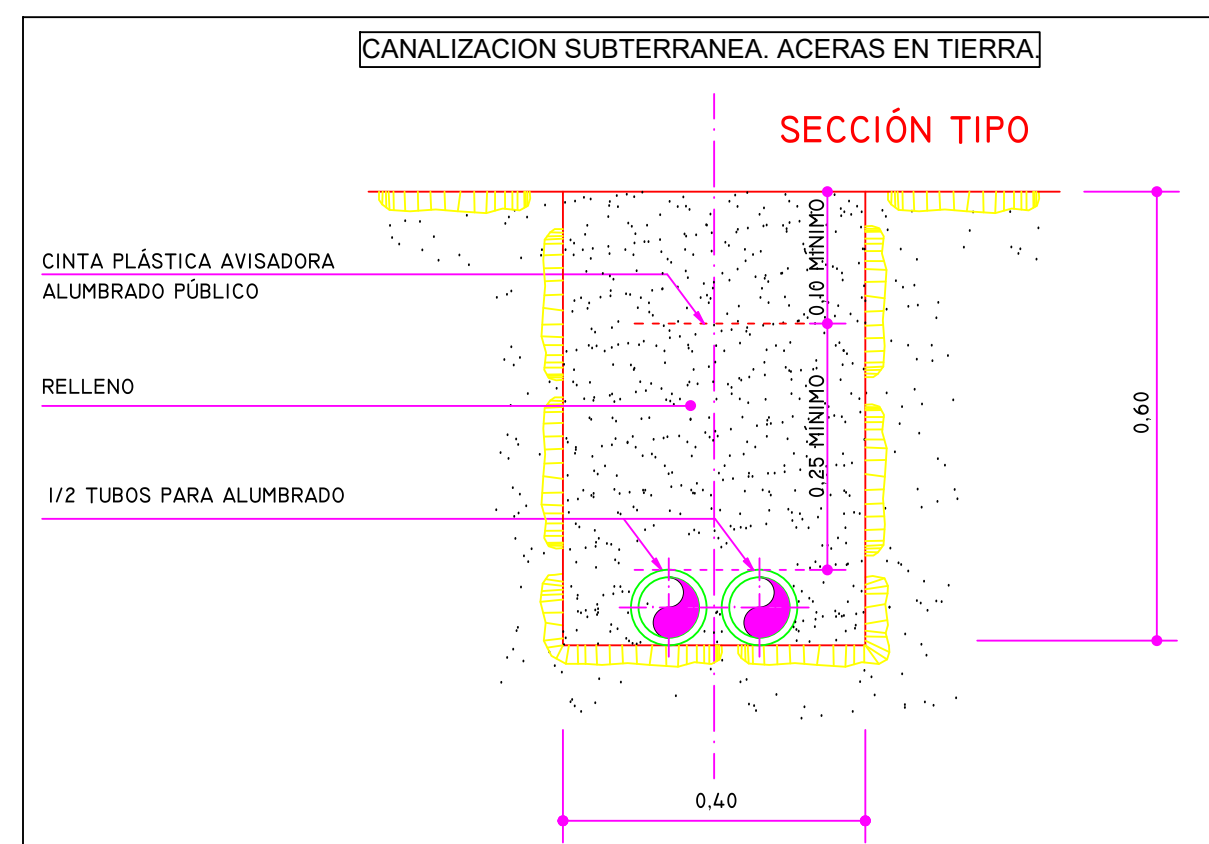 CANALIZACION SUBTERRANEA. ACERAS EN TIERRA.
SECCIÓN TIPO
CINTA PLÁSTICA AVISADORA
ALUMBRADO PÚBLICO
0,10 MÍNIMO
RELLENO
0,25 MÍNIMO
0,60
1/2 TUBOS PARA ALUMBRADO
0,40